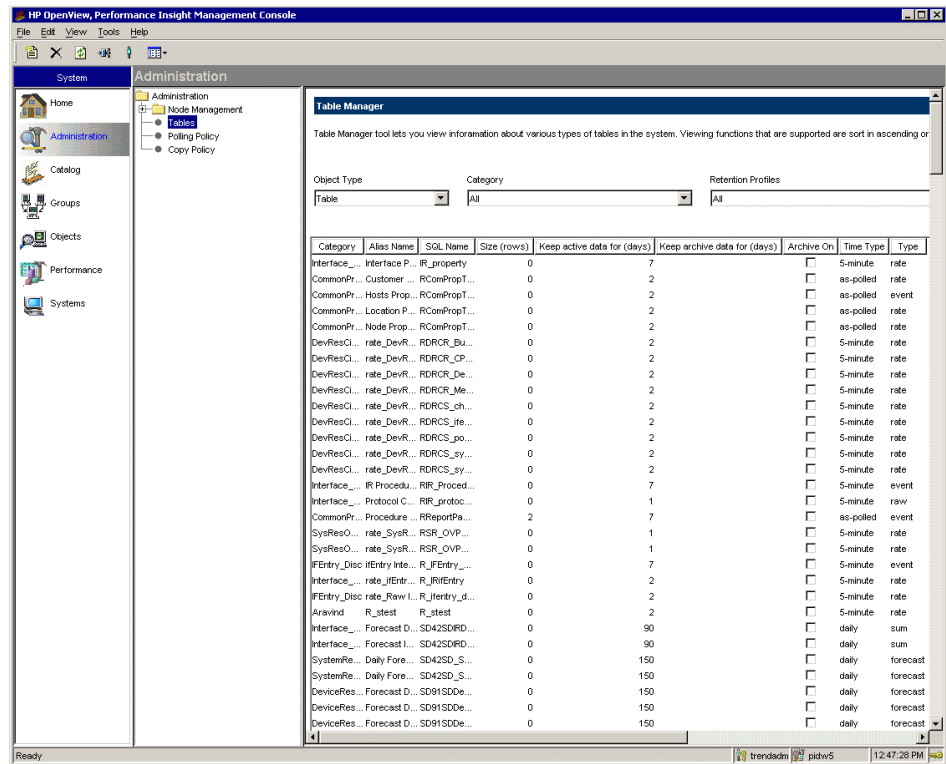 HP OpenView, Performance Insight Management Console
File Edit View Tools Help
System
Administration
Home
Administration
Catalog
Groups
Objects
Performance
Systems
Administration
Node Management
Tables
Polling Policy
Copy Policy
Table Manager
Table Manager tool lets you view inforamation about various types of tables in the system. Viewing functions that are supported are sort in ascending or
Object Type Category Retention Profiles
Table All All
Category Alias Name SQL Name Size (rows) Keep active data for (days) Keep archive data for (days) Archive On Time Type Type
Interface_... Interface P... IR_property 0 7 5-minute rate
CommonPr... Customer ... RComPropT... 0 2 as-polled rate
CommonPr... Hosts Prop... RComPropT... 0 2 as-polled event
CommonPr... Location P... RComPropT... 0 2 as-polled rate
CommonPr... Node Prop... RComPropT... 0 2 as-polled rate
DevResCi... rate_DevR... RDRCR_Bu... 0 2 5-minute rate
DevResCi... rate_DevR... RDRCR_CP... 0 2 5-minute rate
DevResCi... rate_DevR... RDRCR_De... 0 2 5-minute rate
DevResCi... rate_DevR... RDRCR_Me... 0 2 5-minute rate
DevResCi... rate_DevR... RDRCS_ch... 0 2 5-minute rate
DevResCi... rate_DevR... RDRCS_ife... 0 2 5-minute rate
DevResCi... rate_DevR... RDRCS_po... 0 2 5-minute rate
DevResCi... rate_DevR... RDRCS_sy... 0 2 5-minute rate
DevResCi... rate_DevR... RDRCS_sy... 0 2 5-minute rate
Interface_... IR Procedu... RIR_Proced... 0 7 5-minute event
Interface_... Protocol C... RIR_protoc... 0 1 5-minute raw
CommonPr... Procedure ... RReportPa... 2 7 as-polled event
SysResO... rate_SysR... RSR_OVP... 0 1 5-minute rate
SysResO... rate_SysR... RSR_OVP... 0 1 5-minute rate
IFEntry_Disc ifEntry Inte... R_IFEntry_... 0 7 5-minute event
Interface_... rate_ifEntr... R_IRifEntry 0 2 5-minute rate
IFEntry_Disc rate_Raw I... R_ifentry_d... 0 2 5-minute rate
Aravind R_stest R_stest 0 2 5-minute rate
Interface_... Forecast D... SD42SDIRD... 0 90 daily sum
Interface_... Forecast I... SD42SDIRD... 0 90 daily sum
SystemRe... Daily Fore... SD42SD_S... 0 150 daily forecast
SystemRe... Daily Fore... SD42SD_S... 0 150 daily forecast
DeviceRes... Forecast D... SD91SDDe... 0 150 daily forecast
DeviceRes... Forecast D... SD91SDDe... 0 150 daily forecast
DeviceRes... Forecast D... SD91SDDe... 0 150 daily forecast
Ready trendadm pidw5 12:47:28 PM